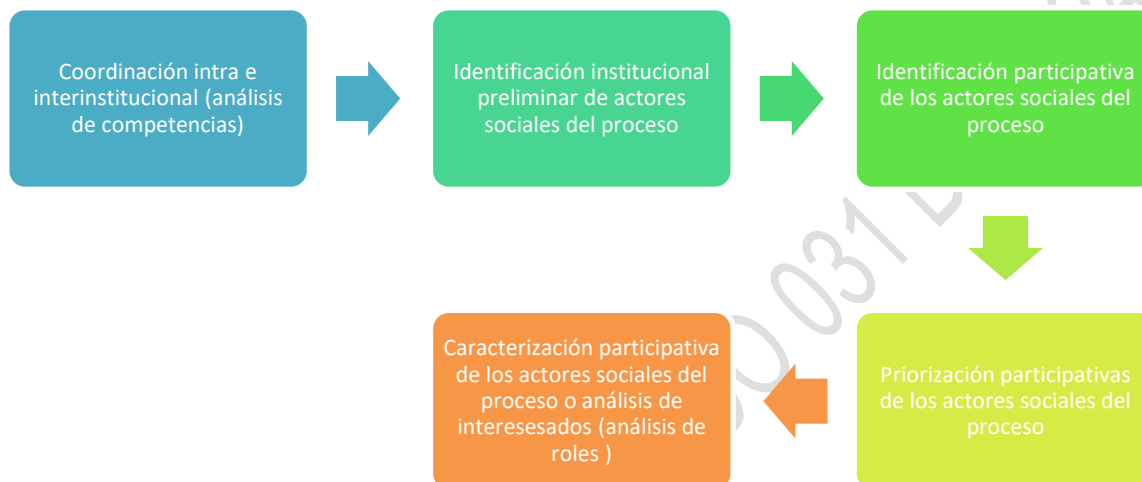 Coordinación intra e
interinstitucional (análisis
de competencias)
Identificación institucional
preliminar de actores
sociales del proceso
Identificación participativa
de los actores sociales del
proceso
Priorización participativas
de los actores sociales del
proceso
Caracterización participativa
de los actores sociales del
proceso o análisis de
interesesados (análisis de
roles )
031